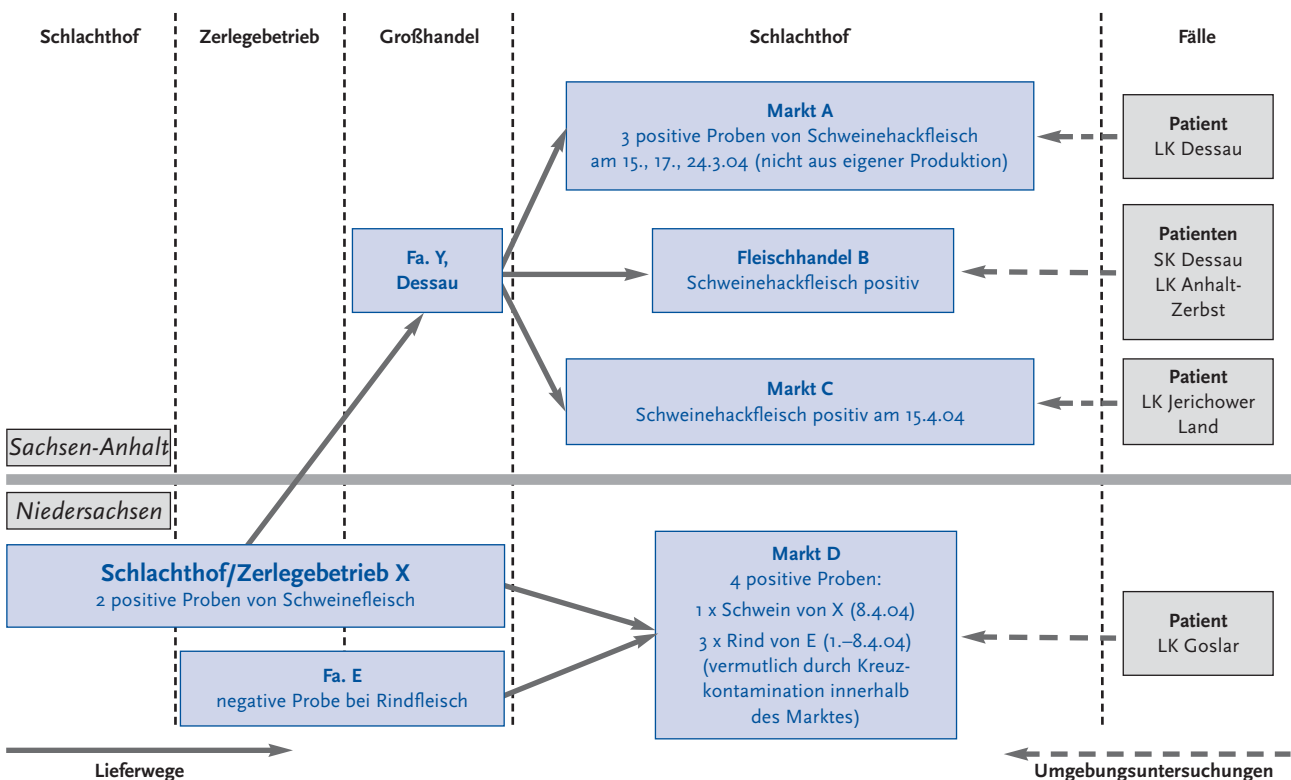 Schlachthof
Zerlegebetrieb
Großhandel
Schlachthof
Fälle
Markt A
3 positive Proben von Schweinehackfleisch
am 15., 17., 24.3.04 (nicht aus eigener Produktion)
Patient
LK Dessau
Fa. Y,
Dessau
Fleischhandel B
Schweinehackfleisch positiv
Patienten
SK Dessau
LK Anhalt-
Zerbst
Markt C
Schweinehackfleisch positiv am 15.4.04
Patient
LK Jerichower
Land
Sachsen-Anhalt
Niedersachsen
Schlachthof/Zerlegebetrieb X
2 positive Proben von Schweinefleisch
Fa. E
negative Probe bei Rindfleisch
Markt D
4 positive Proben:
1 x Schwein von X (8.4.04)
3 x Rind von E (1.–8.4.04)
(vermutlich durch Kreuz-
kontamination innerhalb
des Marktes)
Patient
LK Goslar
Lieferwege
Umgebungsuntersuchungen